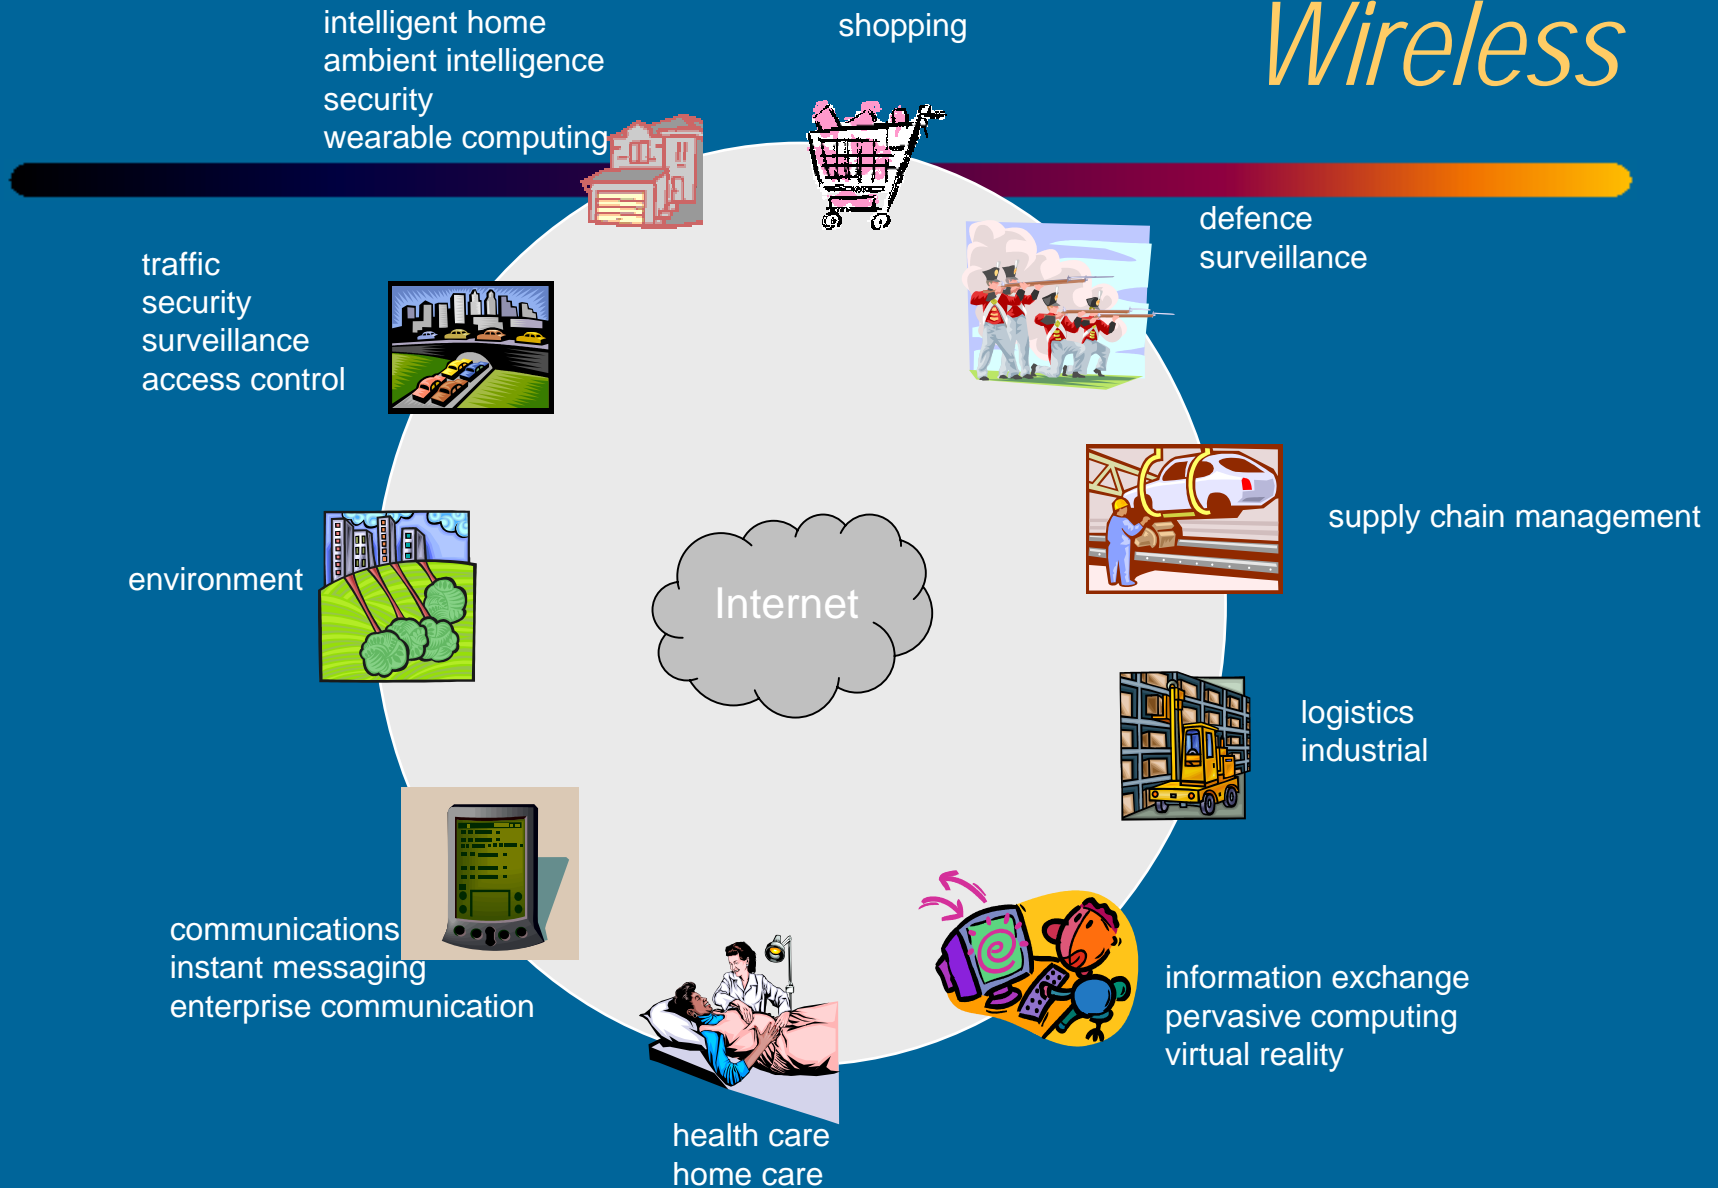 Wireless
intelligent home
ambient intelligence
security
wearable computing
shopping
defence
surveillance
traffic
security
surveillance
access control
supply chain management
environment
Internet
logistics
industrial
communications
instant messaging
enterprise communication
information exchange
pervasive computing
virtual reality
health care
home care